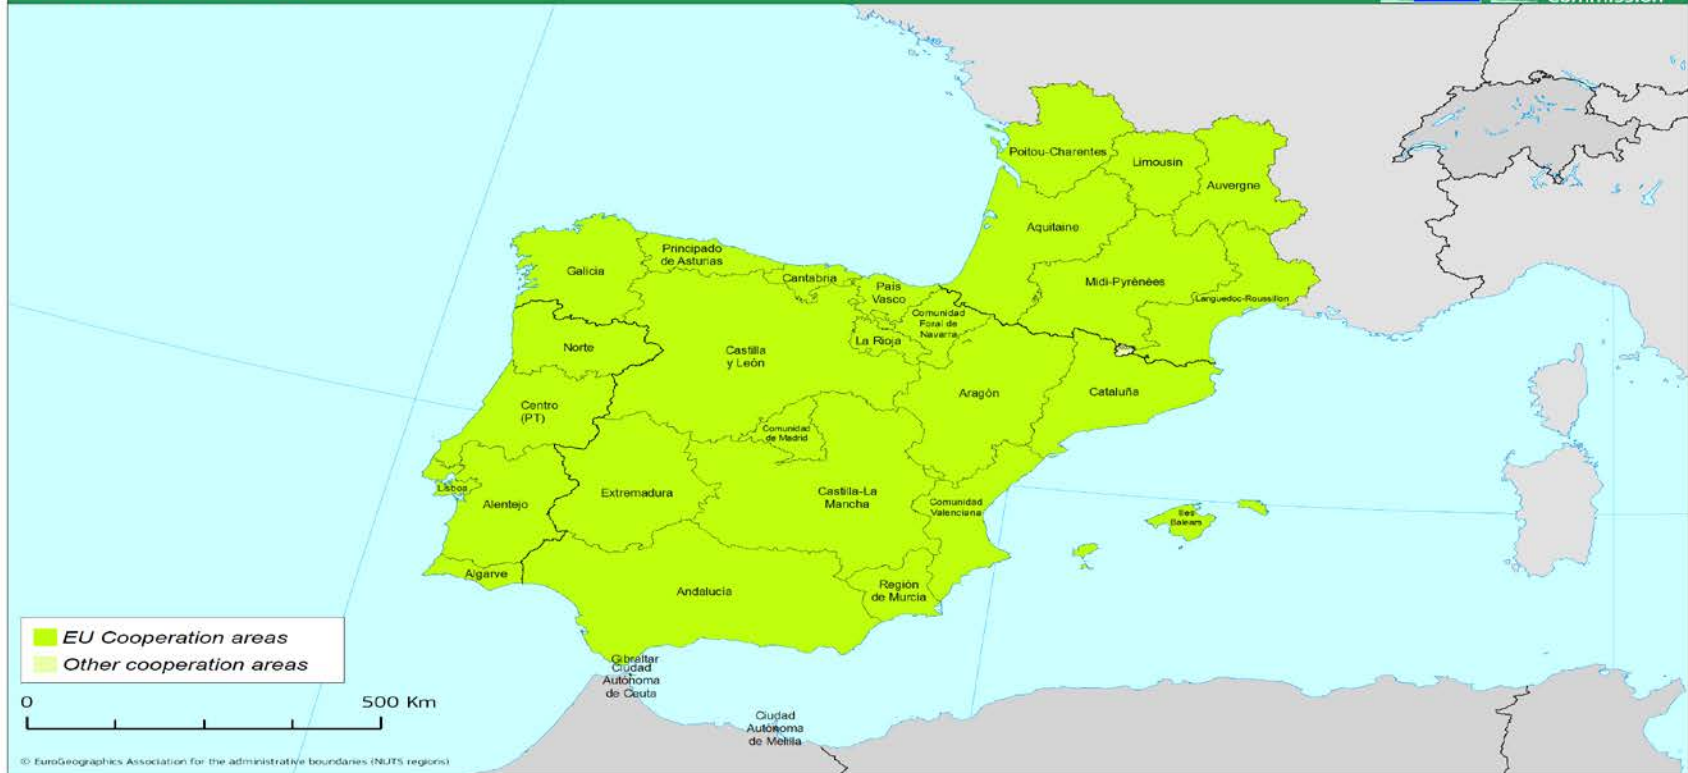 Commission
Poitou-Charentes
Limousin
Auvergne
Aquitaine
Midi-Pyrénées
Languedoc-Roussillon
Galicia
Principado
de Asturias
Cantabria
País
Vasco
Comunidad
Foral de
Navarra
La Rioja
Norte
Castilla
y León
Aragón
Cataluña
Centro
(PT)
Comunidad
de Madrid
Lisboa
Alentejo
Extremadura
Castilla-La
Mancha
Comunidad
Valenciana
Illes
Balears
Algarve
Andalucía
Región
de Murcia
Gibraltar
Ciudad
Autónoma
de Ceuta
Ciudad
Autónoma
de Melilla
EU Cooperation areas
Other cooperation areas
0 500 Km
© EuroGeographics Association for the administrative boundaries (NUTS regions)